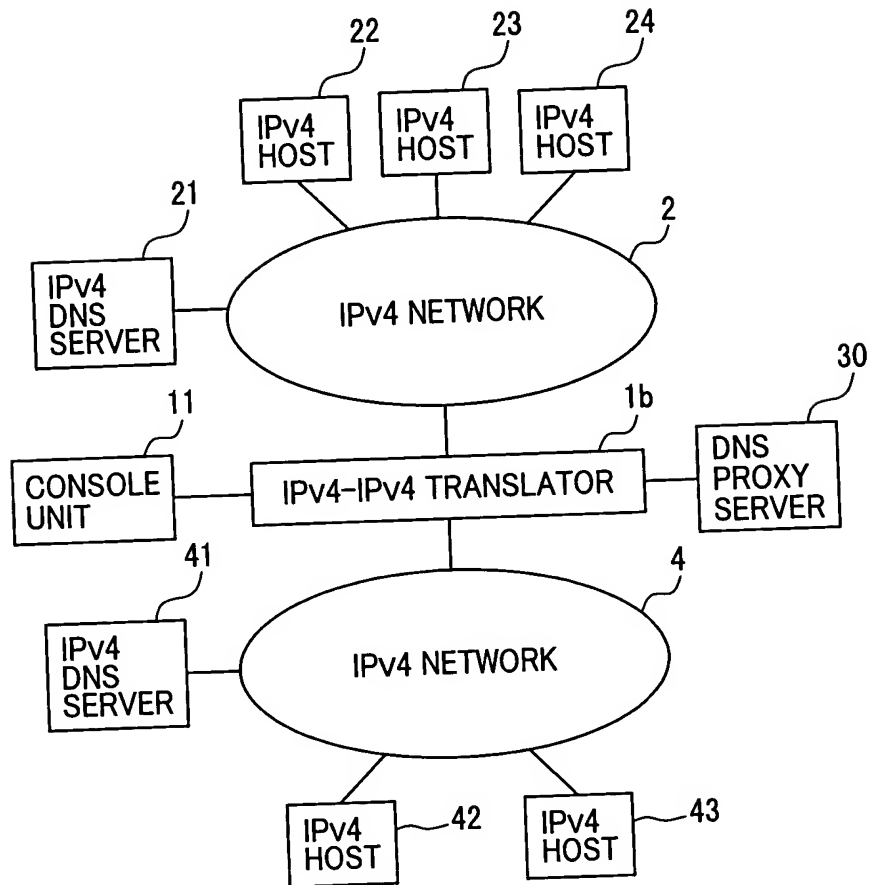 22
23
24
IPv4
HOST
IPv4
HOST
IPv4
HOST
21
2
IPv4
DNS
SERVER
IPv4 NETWORK
11
1b
30
CONSOLE
UNIT
IPv4-IPv4 TRANSLATOR
DNS
PROXY
SERVER
41
4
IPv4
DNS
SERVER
IPv4 NETWORK
IPv4
HOST
42
IPv4
HOST
43